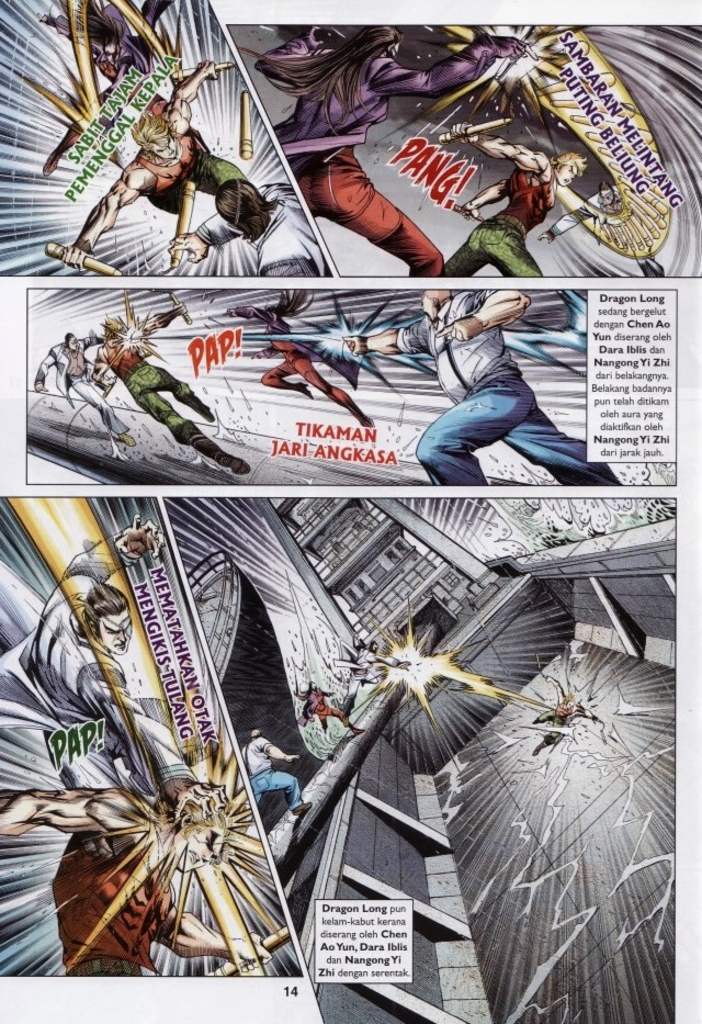 SABIT TAJAM
PEMENGGAL KEPALA
SAMBARAN MELINTANG
PUTING BELIUNG
PANG!
PAP!
TIKAMAN
JARI ANGKASA
Dragon Long
sedang bergelut
dengan Chen Ao
Yun diserang oleh
Dara Iblis dan
Nangong Yi Zhi
dari belakangnya.
Belakang badannya
pun telah ditikam
oleh aura yang
diaktifkan oleh
Nangong Yi Zhi
dari jarak jauh.
MEMATAHKAN OTAK
MENGIKIS TULANG
PAP!
Dragon Long pun
kelam-kabut kerana
diserang oleh Chen
Ao Yun, Dara Iblis
dan Nangong Yi
Zhi dengan serentak.
14